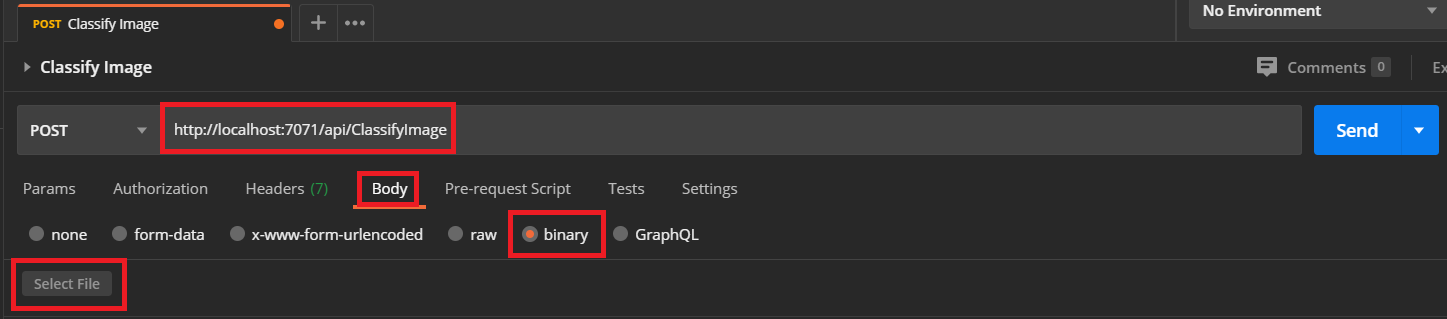 POST Classify Image
No Environment
Classify Image
Comments 0
Ex
POST http://localhost:7071/api/ClassifyImage Send
Params Authorization Headers (7) Body Pre-request Script Tests Settings
none form-data x-www-form-urlencoded raw binary GraphQL
Select File